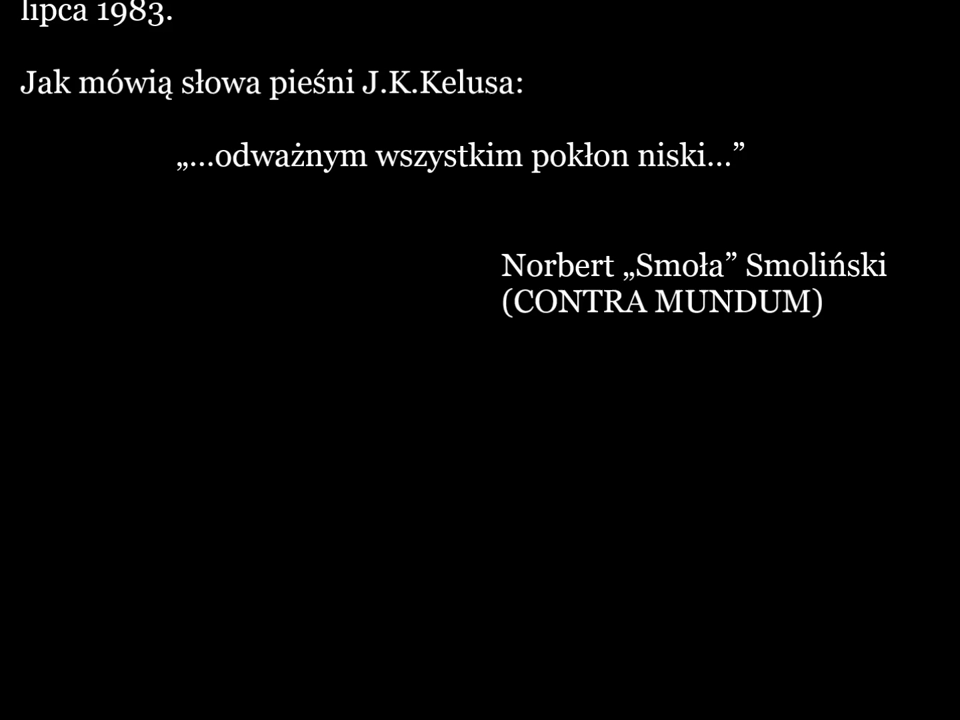 lipca 1983.
Jak mówią słowa pieśni J.K.Kelusa:
„...odważnym wszystkim pokłon niski...”
Norbert „Smoła” Smoliński
(CONTRA MUNDUM)